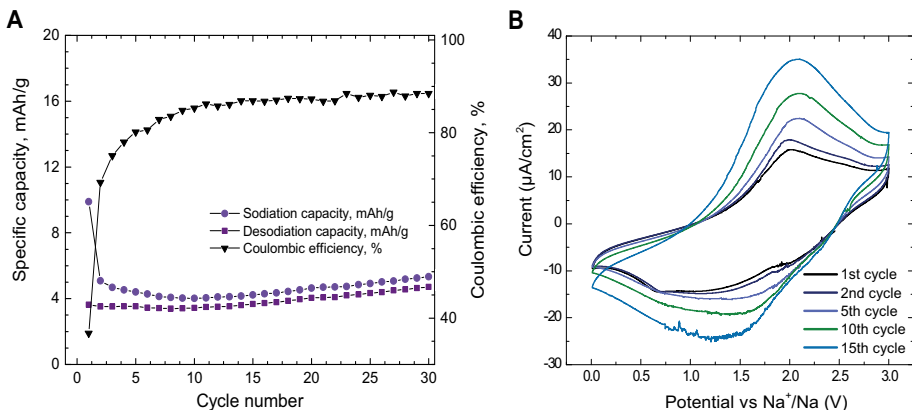 A
20
16
12
8
4
0
Specific capacity, mAh/g
0 5 10 15 20 25 30
Cycle number
100
80
60
40
Coulombic efficiency, %
Sodiation capacity, mAh/g
Desodiation capacity, mAh/g
Coulombic efficiency, %
B
40
30
20
10
0
-10
-20
-30
Current (μA/cm²)
0.0 0.5 1.0 1.5 2.0 2.5 3.0
Potential vs Na⁺/Na (V)
1st cycle
2nd cycle
5th cycle
10th cycle
15th cycle